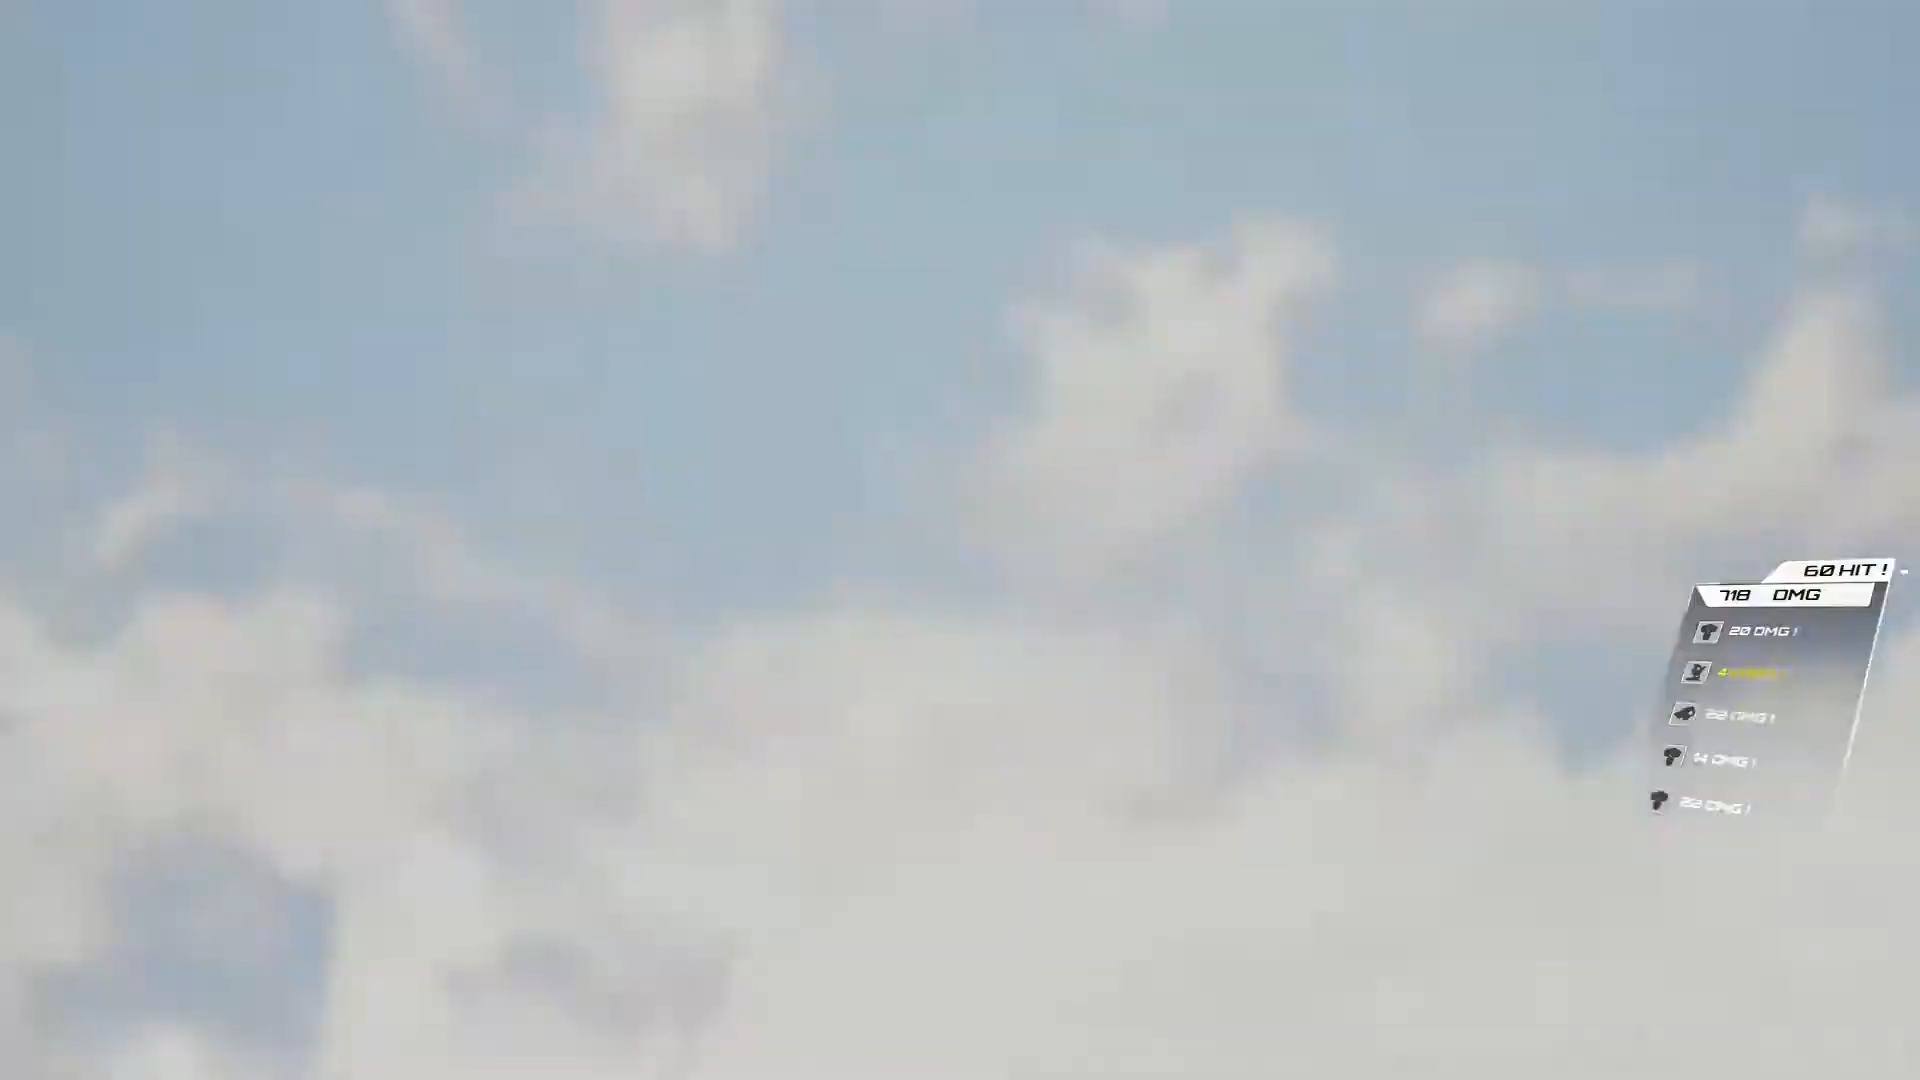 60 HIT !
718 DMG
20 DMG !
22 DMG !
14 DMG !
22 DMG !